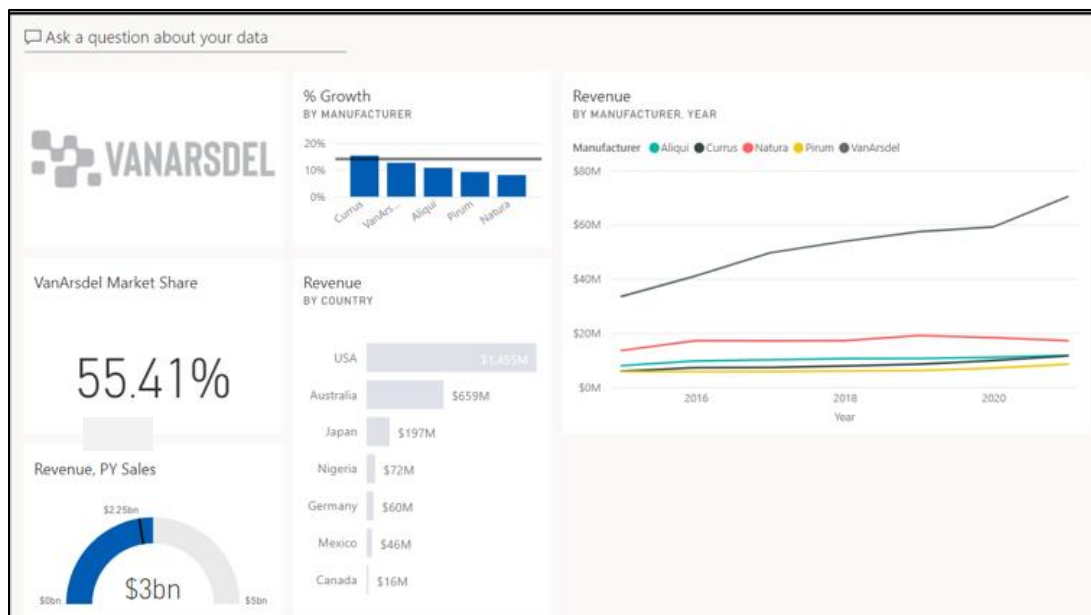 Ask a question about your data
VANARSDEL
% Growth
BY MANUFACTURER
20%
10%
0%
Currus
VanArs...
Aliqui
Pirum
Natura
Revenue
BY MANUFACTURER, YEAR
Manufacturer Aliqui Currus Natura Pirum VanArsdel
$80M
$60M
$40M
$20M
$0M
2016 2018 2020
Year
VanArsdel Market Share
55.41%
Revenue
BY COUNTRY
USA $1,455M
Australia $659M
Japan $197M
Nigeria $72M
Germany $60M
Mexico $46M
Canada $16M
Revenue, PY Sales
$2.25bn
$3bn
$0bn $5bn